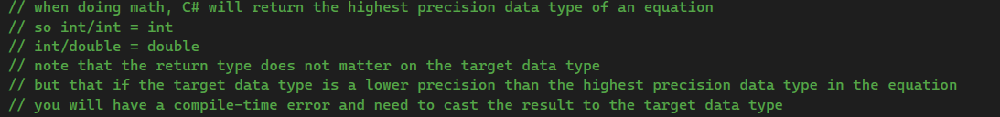 // when doing math, C# will return the highest precision data type of an equation
// so int/int = int
// int/double = double
// note that the return type does not matter on the target data type
// but that if the target data type is a lower precision than the highest precision data type in the equation
// you will have a compile-time error and need to cast the result to the target data type